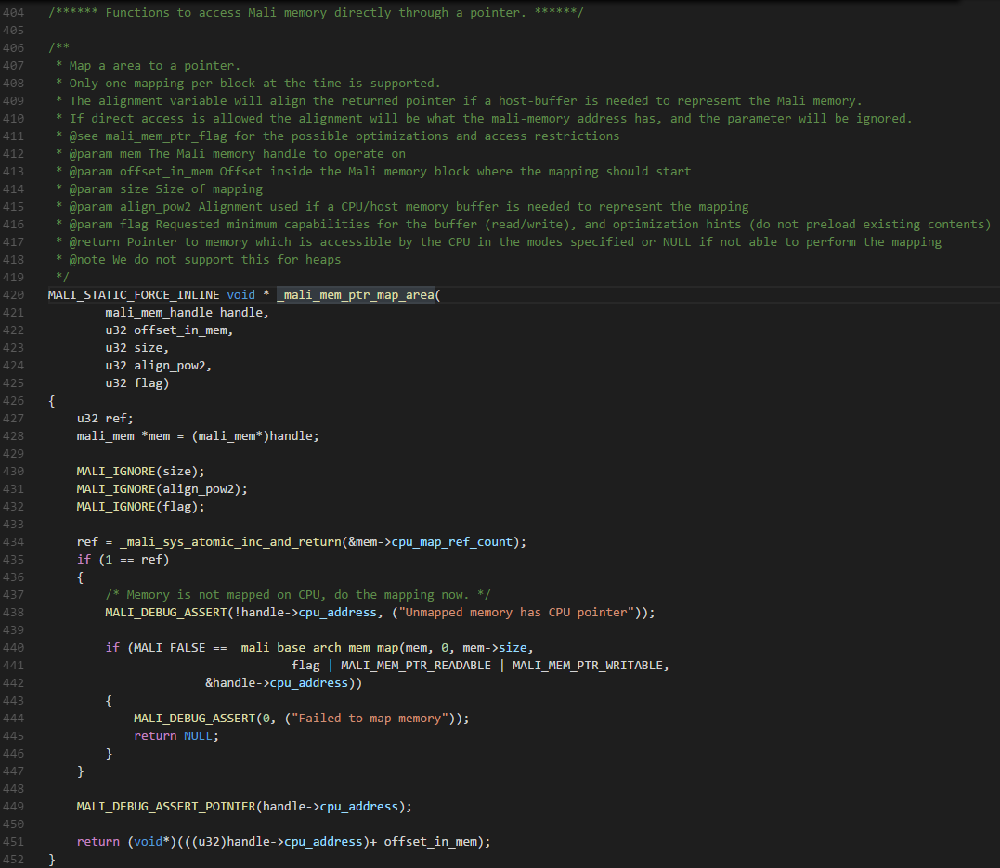 404 /****** Functions to access Mali memory directly through a pointer. ******/
405
406 /**
407  * Map a area to a pointer.
408  * Only one mapping per block at the time is supported.
409  * The alignment variable will align the returned pointer if a host-buffer is needed to represent the Mali memory.
410  * If direct access is allowed the alignment will be what the mali-memory address has, and the parameter will be ignored.
411  * @see mali_mem_ptr_flag for the possible optimizations and access restrictions
412  * @param mem The Mali memory handle to operate on
413  * @param offset_in_mem Offset inside the Mali memory block where the mapping should start
414  * @param size Size of mapping
415  * @param align_pow2 Alignment used if a CPU/host memory buffer is needed to represent the mapping
416  * @param flag Requested minimum capabilities for the buffer (read/write), and optimization hints (do not preload existing contents)
417  * @return Pointer to memory which is accessible by the CPU in the modes specified or NULL if not able to perform the mapping
418  * @note We do not support this for heaps
419  */
420 MALI_STATIC_FORCE_INLINE void * _mali_mem_ptr_map_area(
421         mali_mem_handle handle,
422         u32 offset_in_mem,
423         u32 size,
424         u32 align_pow2,
425         u32 flag)
426 {
427     u32 ref;
428     mali_mem *mem = (mali_mem*)handle;
429
430     MALI_IGNORE(size);
431     MALI_IGNORE(align_pow2);
432     MALI_IGNORE(flag);
433
434     ref = _mali_sys_atomic_inc_and_return(&mem->cpu_map_ref_count);
435     if (1 == ref)
436     {
437         /* Memory is not mapped on CPU, do the mapping now. */
438         MALI_DEBUG_ASSERT(!handle->cpu_address, ("Unmapped memory has CPU pointer"));
439
440         if (MALI_FALSE == _mali_base_arch_mem_map(mem, 0, mem->size,
441                                   flag | MALI_MEM_PTR_READABLE | MALI_MEM_PTR_WRITABLE,
442                       &handle->cpu_address))
443         {
444             MALI_DEBUG_ASSERT(0, ("Failed to map memory"));
445             return NULL;
446         }
447     }
448
449     MALI_DEBUG_ASSERT_POINTER(handle->cpu_address);
450
451     return (void*)(((u32)handle->cpu_address)+ offset_in_mem);
452 }